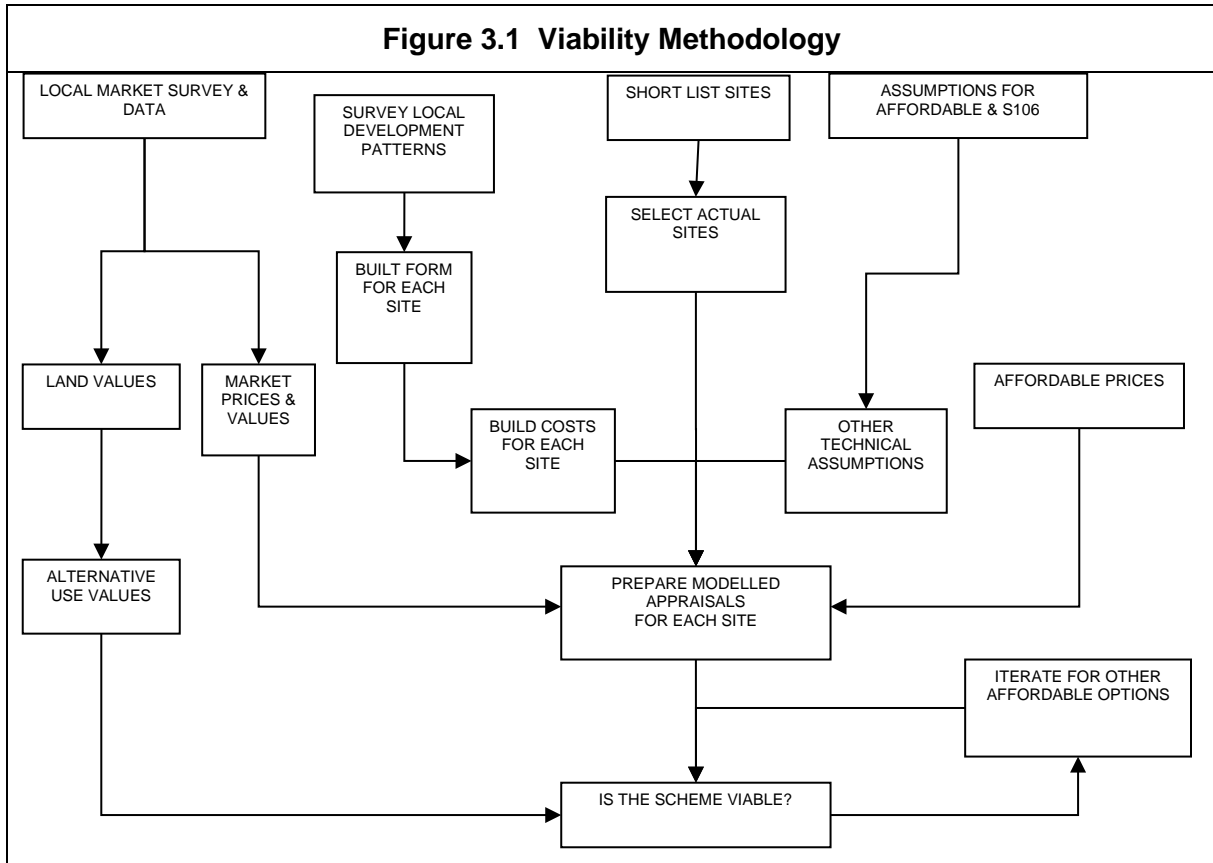 Figure 3.1 Viability Methodology
LOCAL MARKET SURVEY &
DATA
SURVEY LOCAL
DEVELOPMENT
PATTERNS
SHORT LIST SITES
ASSUMPTIONS FOR
AFFORDABLE & S106
SELECT ACTUAL
SITES
BUILT FORM
FOR EACH
SITE
LAND VALUES
MARKET
PRICES &
VALUES
AFFORDABLE PRICES
BUILD COSTS
FOR EACH
SITE
OTHER
TECHNICAL
ASSUMPTIONS
ALTERNATIVE
USE VALUES
PREPARE MODELLED
APPRAISALS
FOR EACH SITE
ITERATE FOR OTHER
AFFORDABLE OPTIONS
IS THE SCHEME VIABLE?